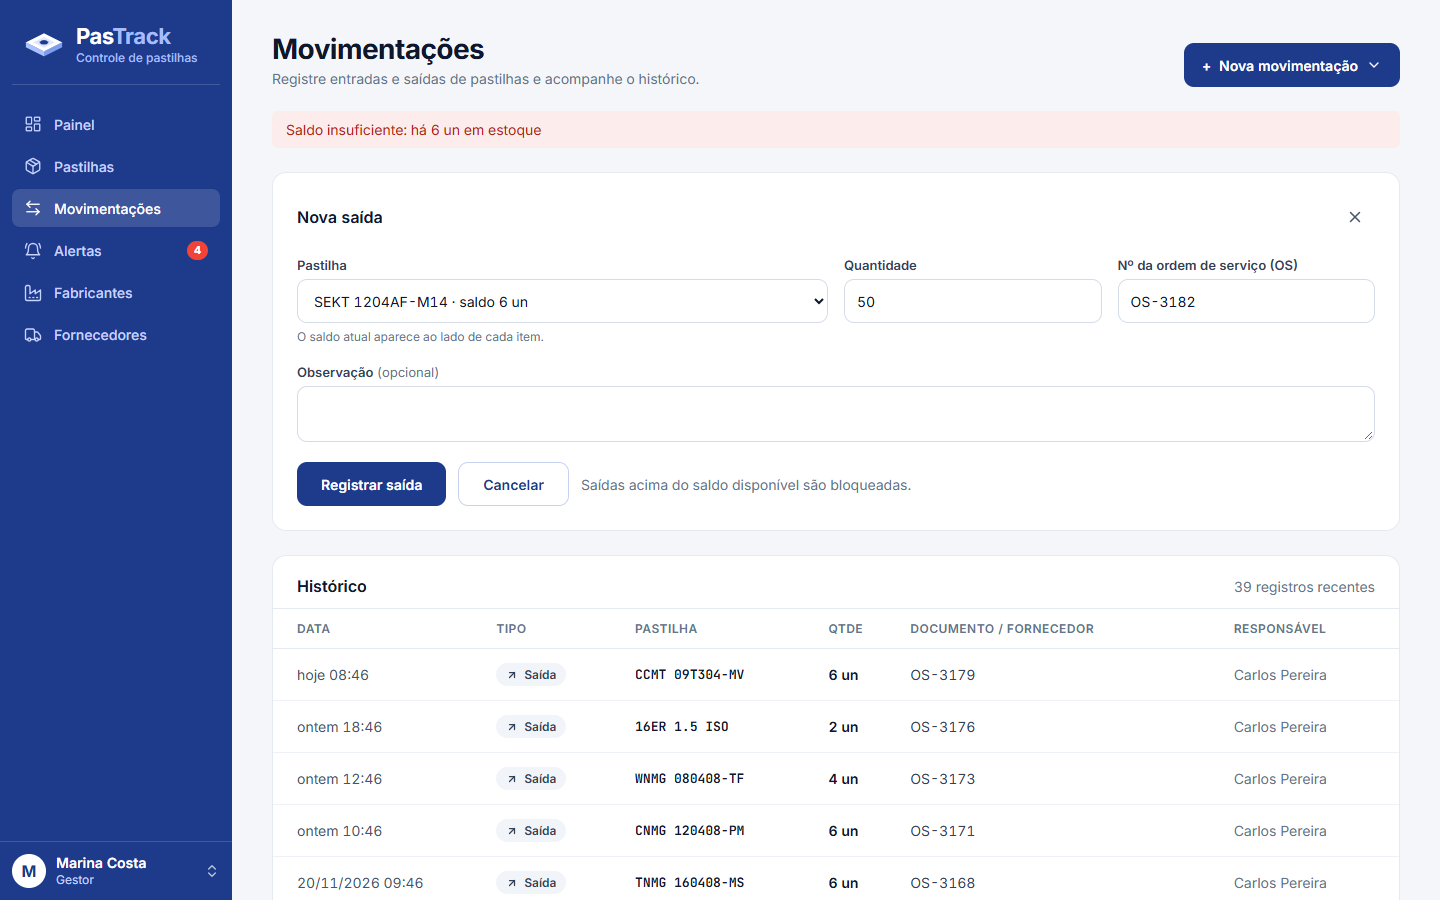 PasTrack
Controle de pastilhas
Painel
Pastilhas
Movimentações
Alertas 4
Fabricantes
Fornecedores
M
Marina Costa
Gestor
Movimentações
Registre entradas e saídas de pastilhas e acompanhe o histórico.
+ Nova movimentação
Saldo insuficiente: há 6 un em estoque
Nova saída
Pastilha Quantidade Nº da ordem de serviço (OS)
SEKT 1204AF-M14 · saldo 6 un 50 OS-3182
O saldo atual aparece ao lado de cada item.
Observação (opcional)
Registrar saída Cancelar Saídas acima do saldo disponível são bloqueadas.
Histórico 39 registros recentes
DATA TIPO PASTILHA QTDE DOCUMENTO / FORNECEDOR RESPONSÁVEL
hoje 08:46 Saída CCMT 09T304-MV 6 un OS-3179 Carlos Pereira
ontem 18:46 Saída 16ER 1.5 ISO 2 un OS-3176 Carlos Pereira
ontem 12:46 Saída WNMG 080408-TF 4 un OS-3173 Carlos Pereira
ontem 10:46 Saída CNMG 120408-PM 6 un OS-3171 Carlos Pereira
20/11/2026 09:46 Saída TNMG 160408-MS 6 un OS-3168 Carlos Pereira